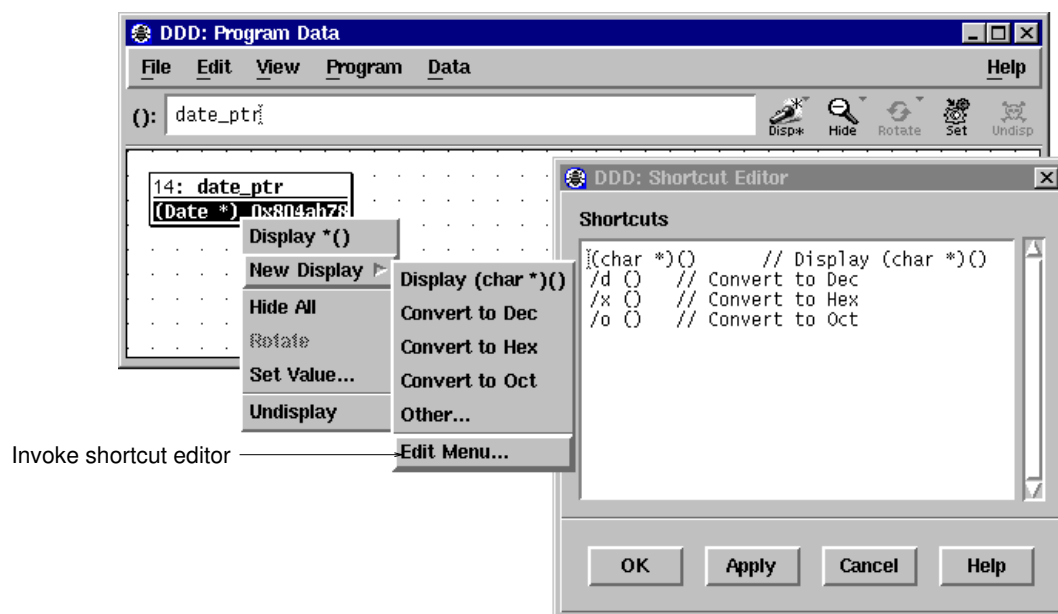 DDD: Program Data
File Edit View Program Data Help
(): date_ptr
Disp* Hide Rotate Set Undisp
14: date_ptr
(Date *) 0x804ab78
Display *()
New Display
Hide All
Rotate
Set Value...
Undisplay
Display (char *)()
Convert to Dec
Convert to Hex
Convert to Oct
Other...
Edit Menu...
Invoke shortcut editor
DDD: Shortcut Editor
Shortcuts
(char *)() // Display (char *)()
/d () // Convert to Dec
/x () // Convert to Hex
/o () // Convert to Oct
OK Apply Cancel Help